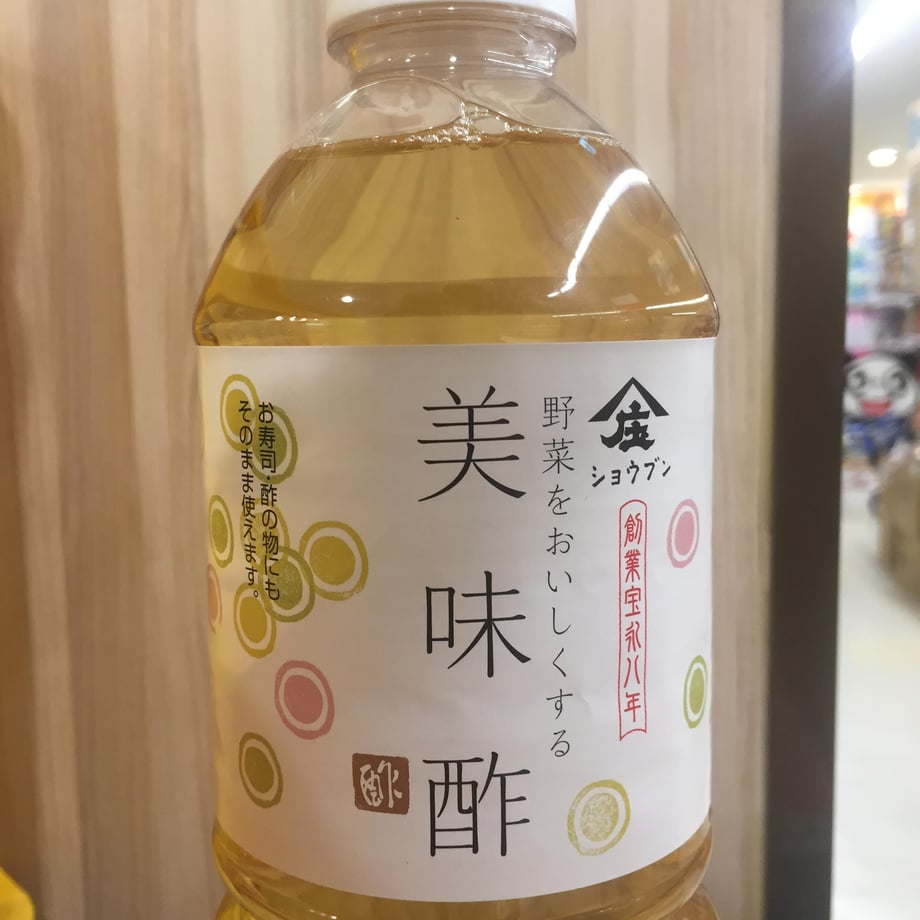 庄
ショウブン
創業宝永八年
野菜をおいしくする
美味酢
酢
お寿司・酢の物にも
そのまま使えます。